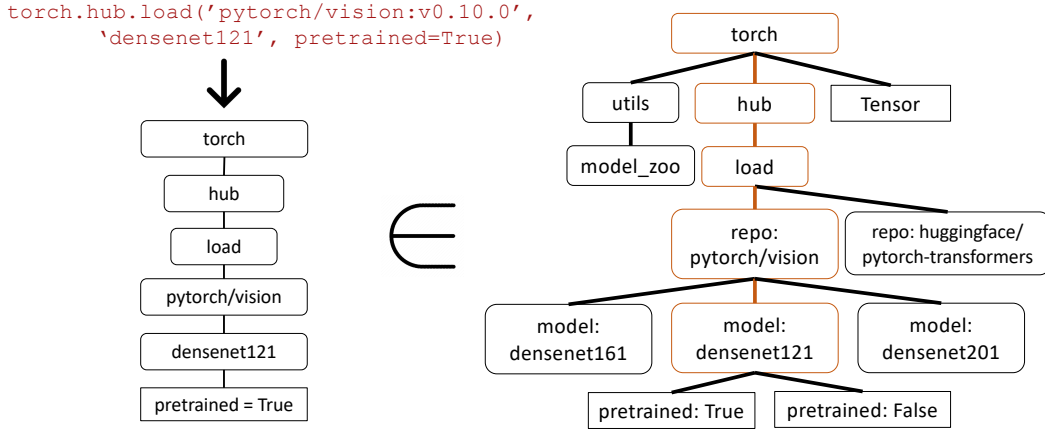 torch.hub.load(’pytorch/vision:v0.10.0’,
‘densenet121’, pretrained=True)
torch
hub
load
pytorch/vision
densenet121
pretrained = True
∈
torch
utils
hub
Tensor
model_zoo
load
repo:
pytorch/vision
repo: huggingface/
pytorch-transformers
model:
densenet161
model:
densenet121
model:
densenet201
pretrained: True
pretrained: False